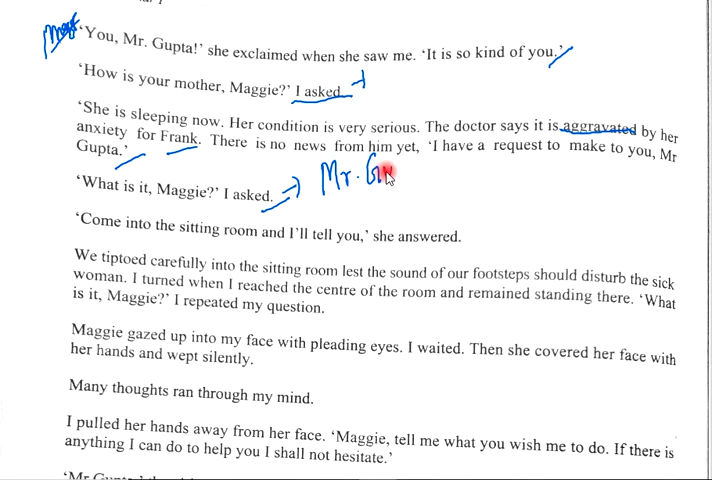 'You, Mr. Gupta!' she exclaimed when she saw me. 'It is so kind of you.'
'How is your mother, Maggie?' I asked.
'She is sleeping now. Her condition is very serious. The doctor says it is aggravated by her
anxiety for Frank. There is no news from him yet, 'I have a request to make to you, Mr
Gupta.'
'What is it, Maggie?' I asked. → Mr. Gu
'Come into the sitting room and I'll tell you,' she answered.
We tiptoed carefully into the sitting room lest the sound of our footsteps should disturb the sick
woman. I turned when I reached the centre of the room and remained standing there. 'What
is it, Maggie?' I repeated my question.
Maggie gazed up into my face with pleading eyes. I waited. Then she covered her face with
her hands and wept silently.
Many thoughts ran through my mind.
I pulled her hands away from her face. 'Maggie, tell me what you wish me to do. If there is
anything I can do to help you I shall not hesitate.'
'Mr Gupta,'